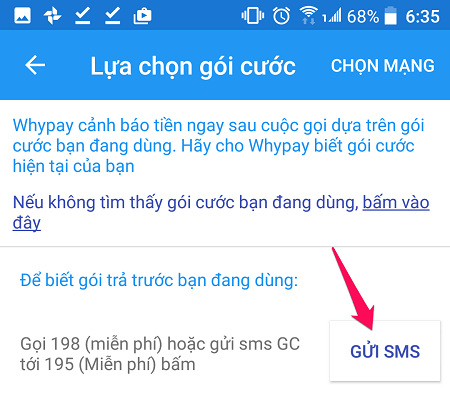 68% 6:35
Lựa chọn gói cước CHỌN MẠNG
Whypay cảnh báo tiền ngay sau cuộc gọi dựa trên gói
cước bạn đang dùng. Hãy cho Whypay biết gói cước
hiện tại của bạn
Nếu không tìm thấy gói cước bạn đang dùng, bấm vào
đây
Để biết gói trả trước bạn đang dùng:
Gọi 198 (miễn phí) hoặc gửi sms GC
tới 195 (Miễn phí) bấm
GỬI SMS